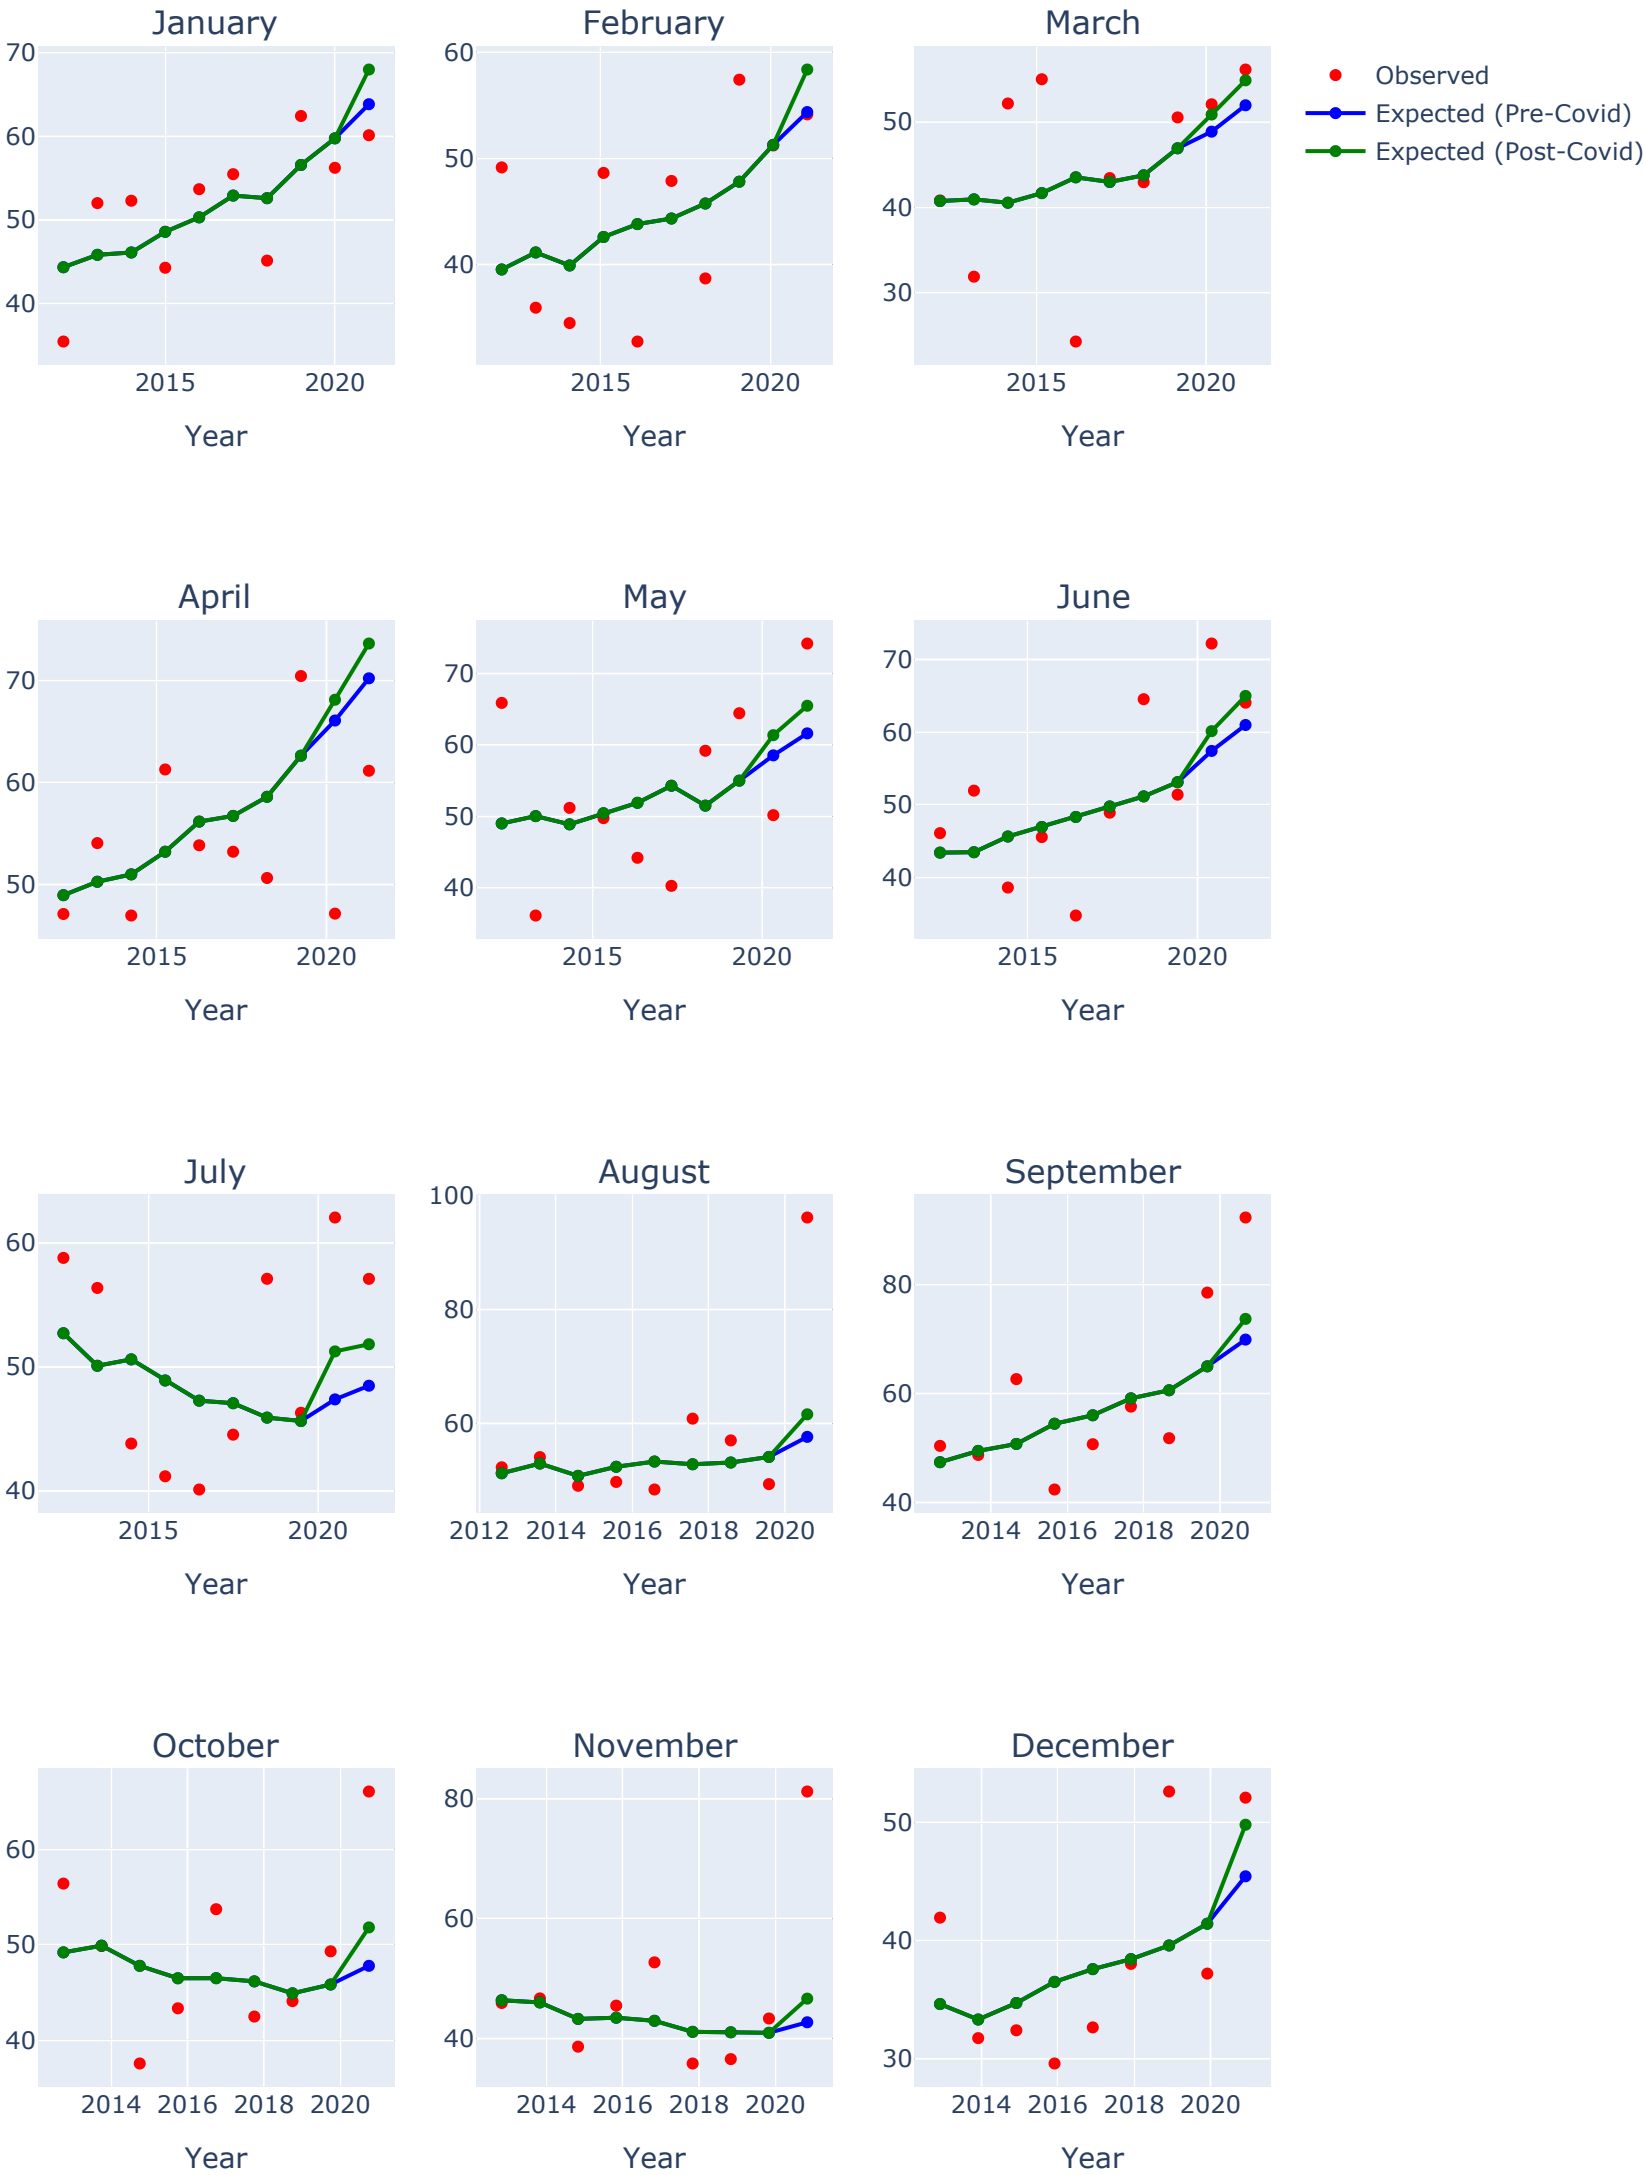 January
February
March
70
60
50
40
2015
2020
Year
60
50
40
2015
2020
Year
50
40
30
2015
2020
Year
Observed
Expected (Pre-Covid)
Expected (Post-Covid)
April
May
June
70
60
50
2015
2020
Year
70
60
50
40
2015
2020
Year
70
60
50
40
2015
2020
Year
July
August
September
60
50
40
2015
2020
Year
100
80
60
2012 2014 2016 2018 2020
Year
80
60
40
2014 2016 2018 2020
Year
October
November
December
60
50
40
2014 2016 2018 2020
Year
80
60
40
2014 2016 2018 2020
Year
50
40
30
2014 2016 2018 2020
Year